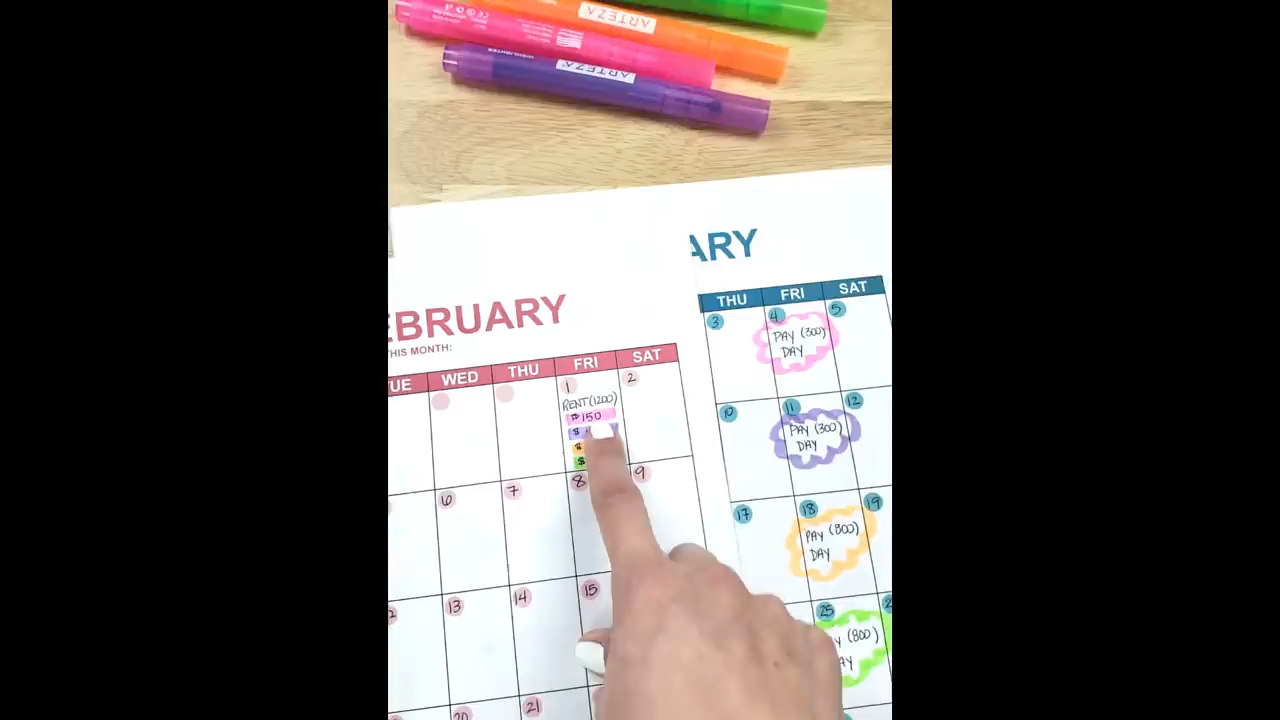 ARTEZA
ARTEZA
EBRUARY
THIS MONTH:
UE WED THU FRI SAT
1 2
RENT (1200)
$150
$
$
$
6 7 8 9
13 14 15
20 21
ARY
THU FRI SAT
3 4 5
PAY (300)
DAY
10 11 12
PAY (300)
DAY
17 18 19
PAY (800)
DAY
25
Y (800)
AY